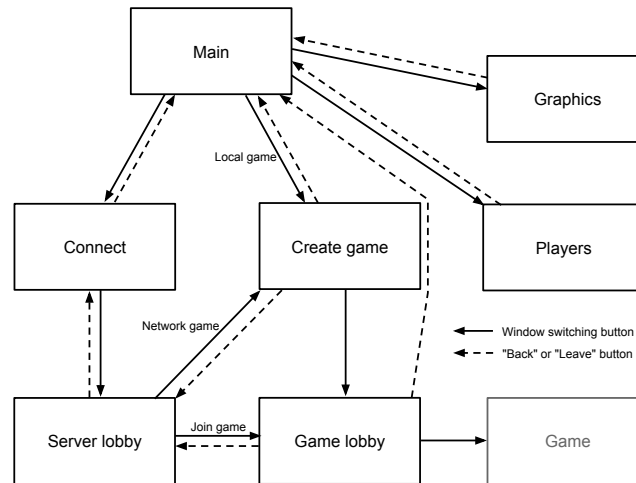 Main
Graphics
Local game
Connect
Create game
Players
Network game
Window switching button
"Back" or "Leave" button
Server lobby
Join game
Game lobby
Game